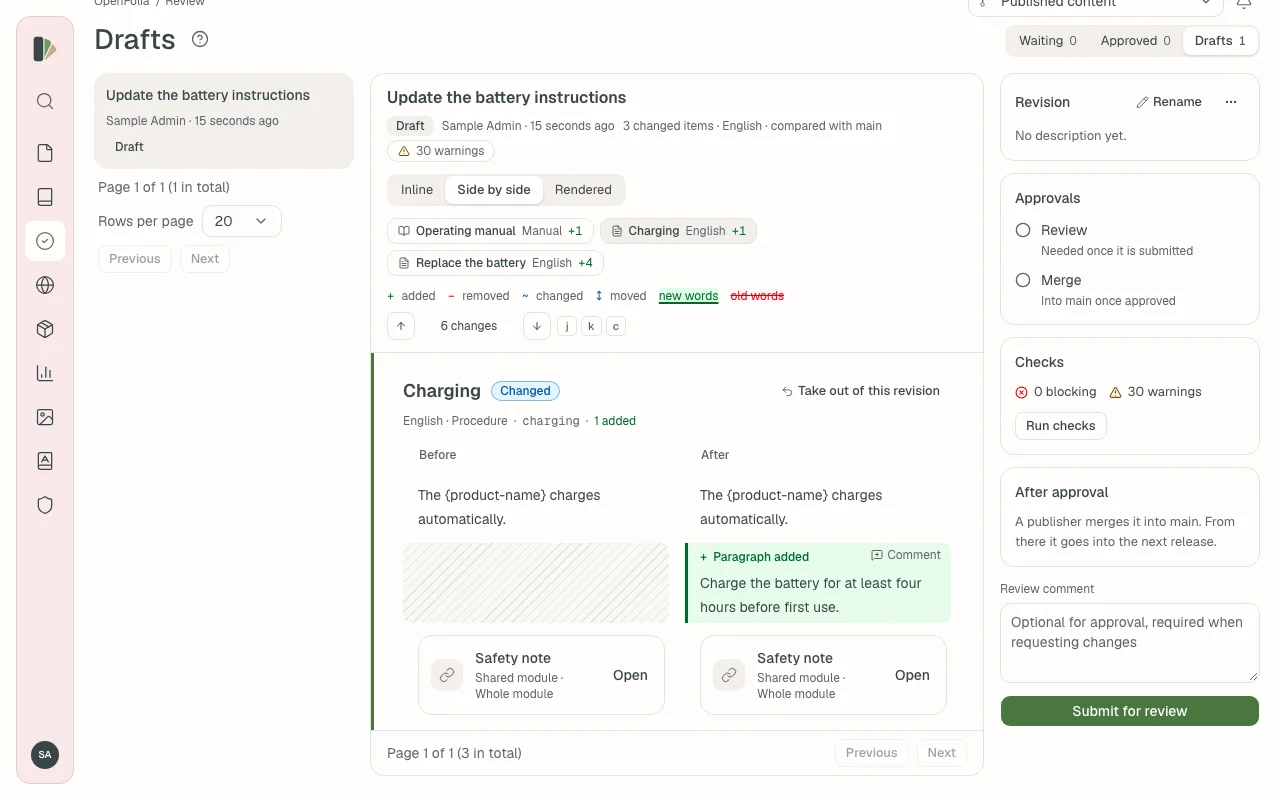 OpenFolia / Review
Published content
Drafts
Waiting 0 Approved 0 Drafts 1
Update the battery instructions
Sample Admin · 15 seconds ago
Draft
Page 1 of 1 (1 in total)
Rows per page 20
Previous Next
SA
Update the battery instructions
Draft Sample Admin · 15 seconds ago 3 changed items · English · compared with main
30 warnings
Inline Side by side Rendered
Operating manual Manual +1 Charging English +1
Replace the battery English +4
+ added − removed ~ changed ↕ moved new words old words
↑ 6 changes ↓ j k c
Charging Changed Take out of this revision
English · Procedure · charging · 1 added
Before After
The {product-name} charges
automatically.
The {product-name} charges
automatically.
+ Paragraph added Comment
Charge the battery for at least four
hours before first use.
Safety note
Shared module ·
Whole module
Open
Safety note
Shared module ·
Whole module
Open
Page 1 of 1 (3 in total) Previous Next
Revision Rename ...
No description yet.
Approvals
Review
Needed once it is submitted
Merge
Into main once approved
Checks
0 blocking 30 warnings
Run checks
After approval
A publisher merges it into main. From
there it goes into the next release.
Review comment
Optional for approval, required when
requesting changes
Submit for review